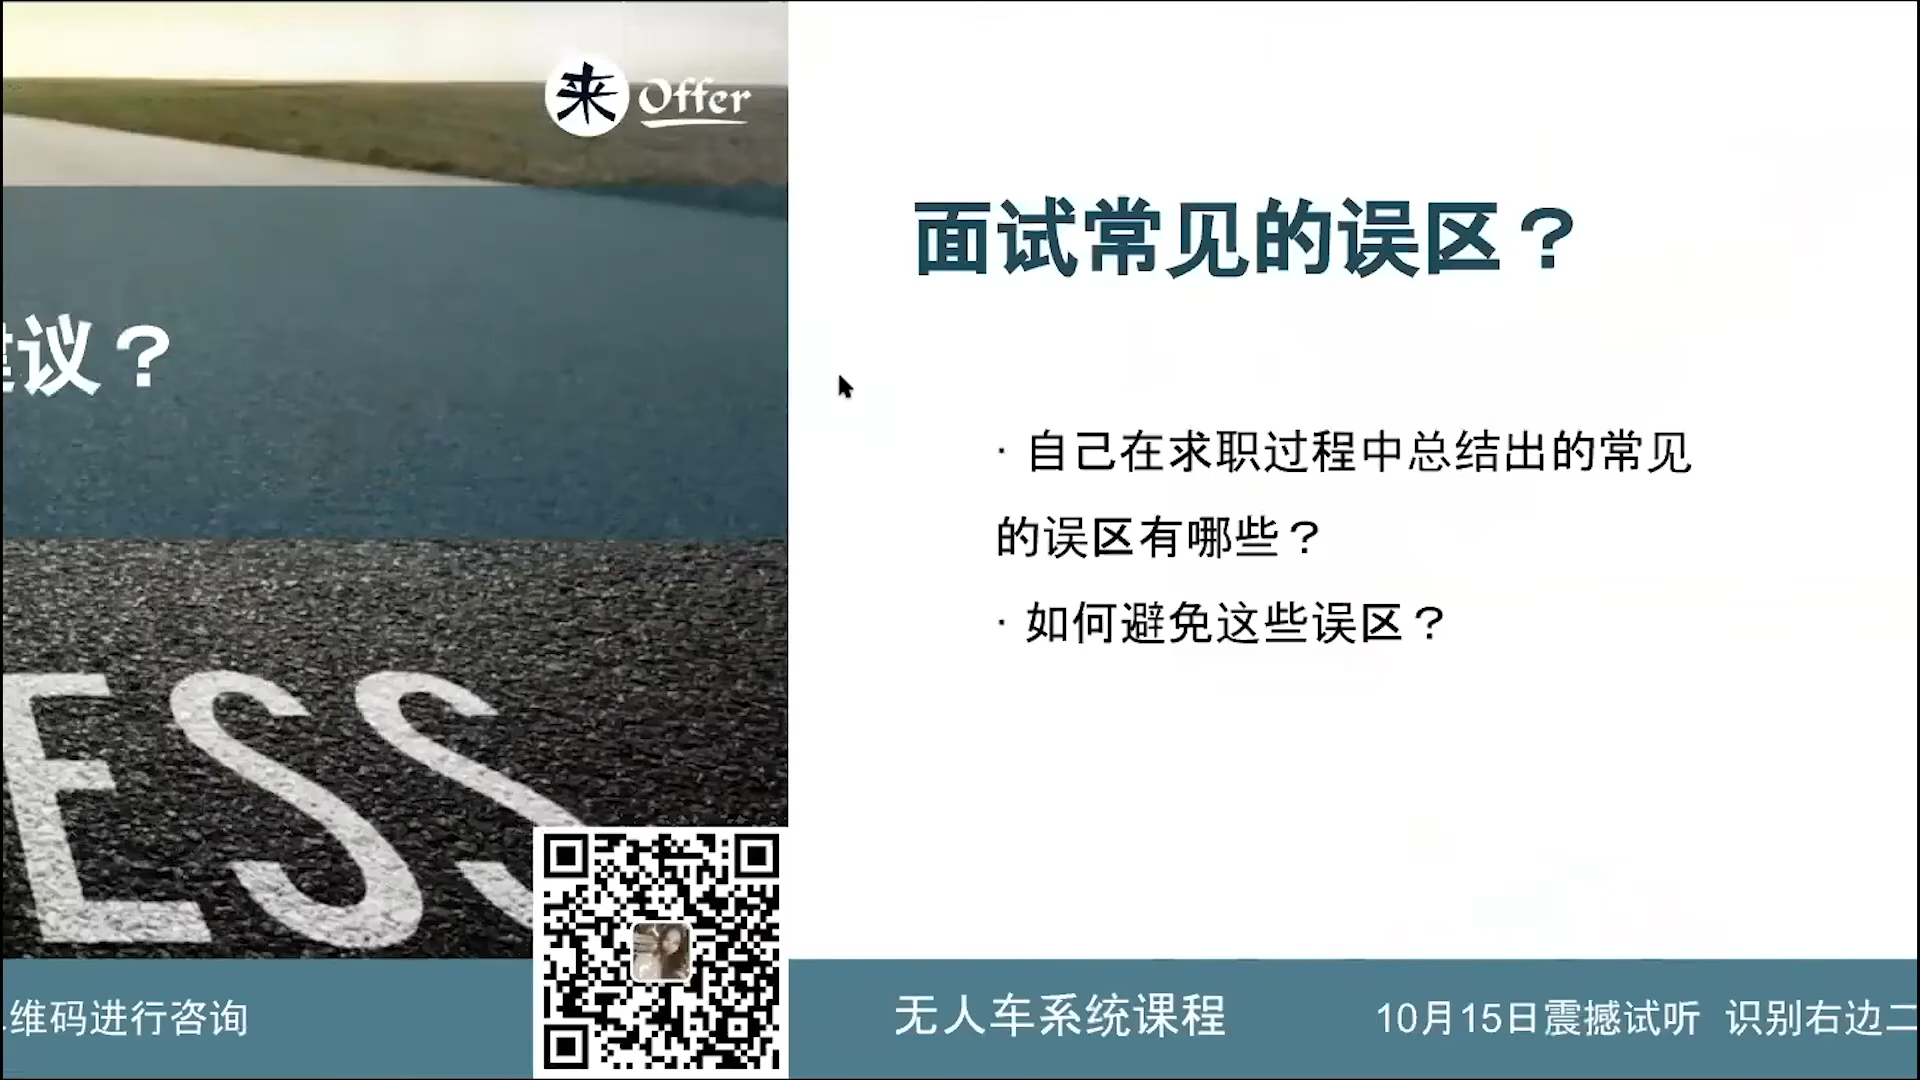 来 Offer
议？
ESS
维码进行咨询
面试常见的误区？
· 自己在求职过程中总结出的常见
的误区有哪些？
· 如何避免这些误区？
无人车系统课程
10月15日震撼试听 识别右边二